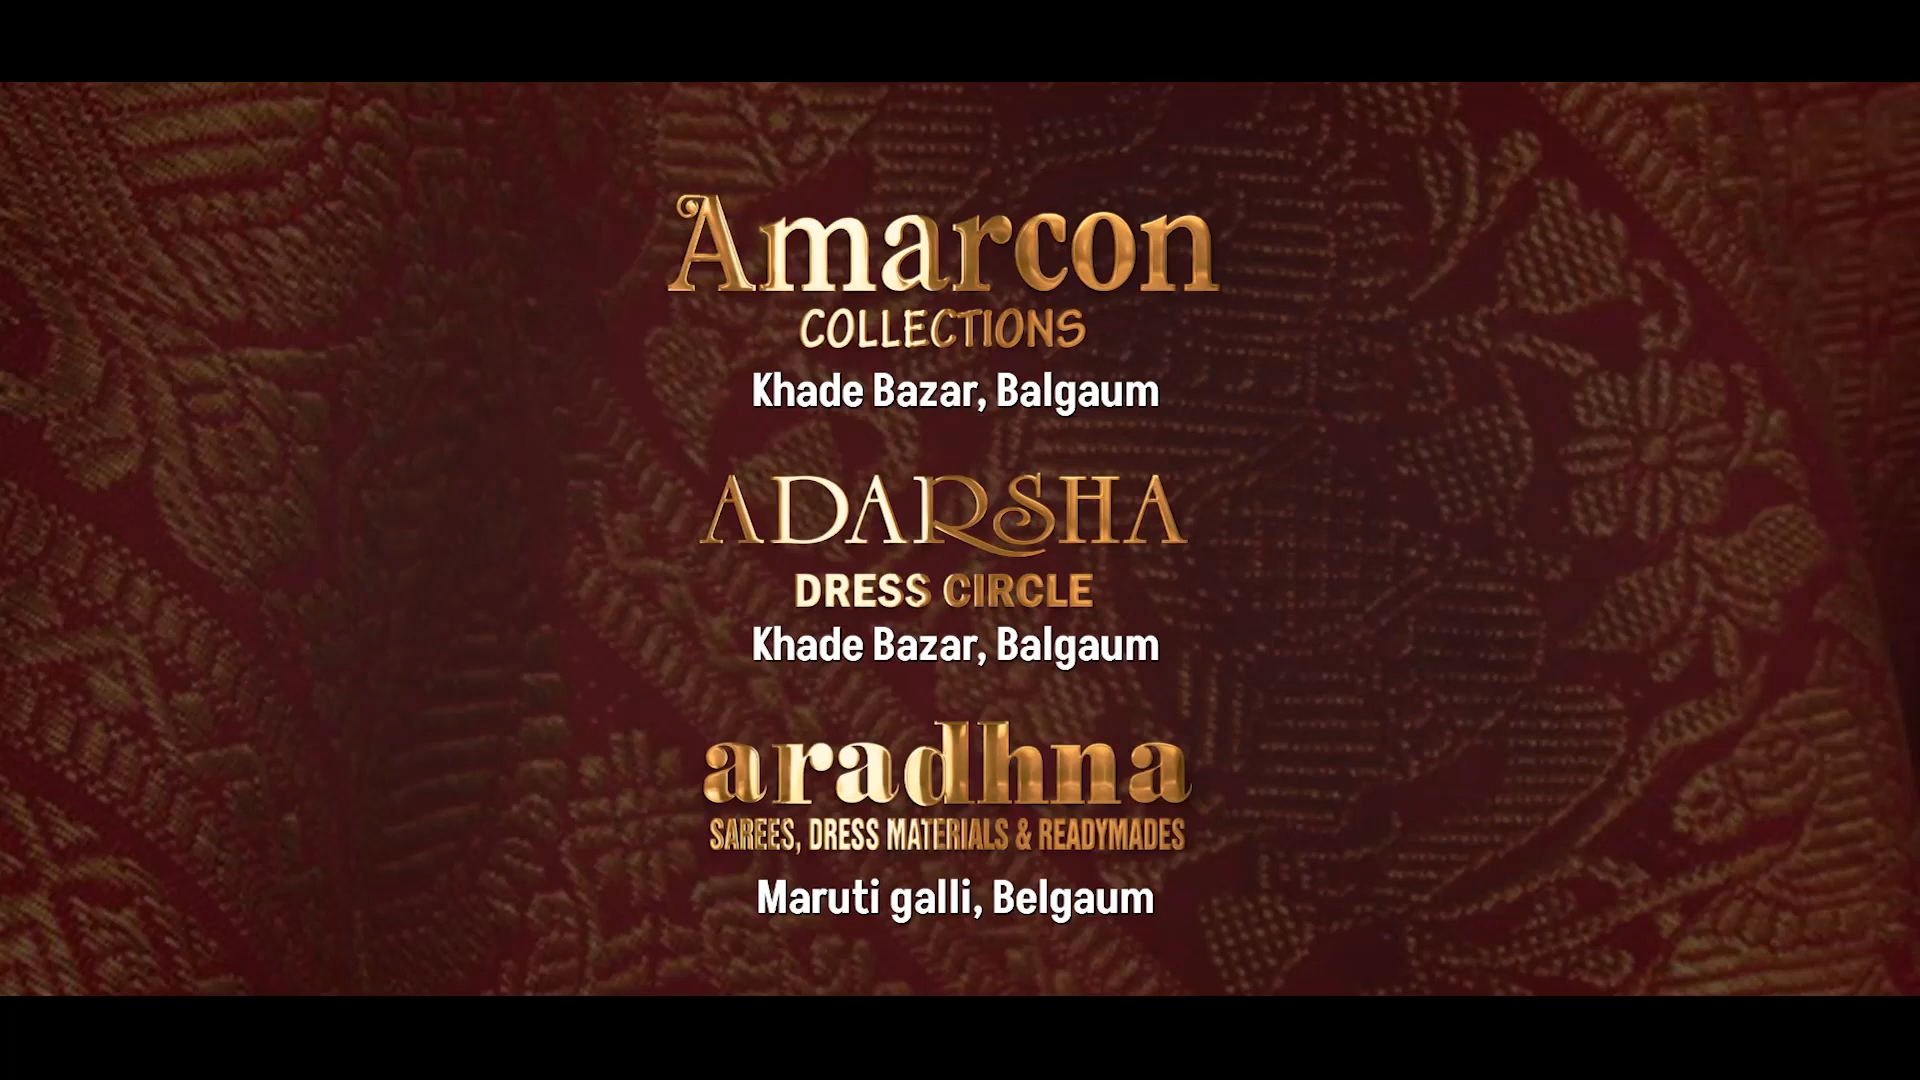 Amarcon
COLLECTIONS
Khade Bazar, Balgaum
ADARSHA
DRESS CIRCLE
Khade Bazar, Balgaum
aradhna
SAREES, DRESS MATERIALS & READYMADES
Maruti galli, Belgaum